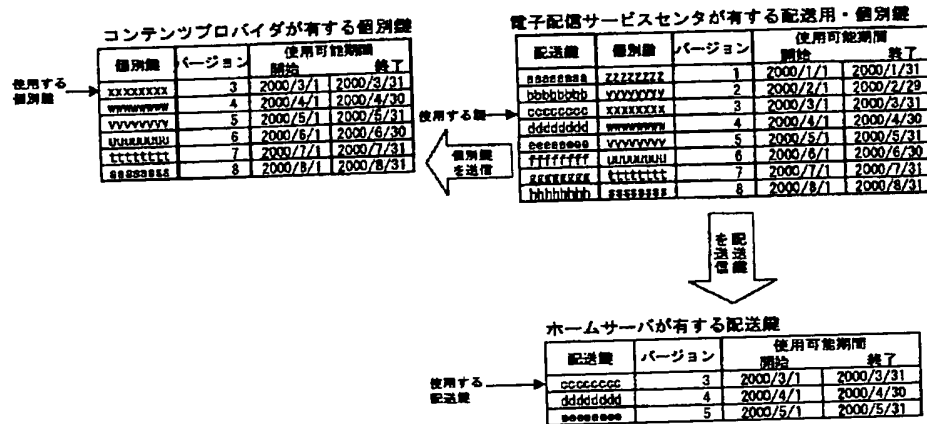 コンテンツプロバイダが有する個別鍵
個別鍵 バージョン 使用可能期間
開始 終了
xxxxxxxx 3 2000/3/1 2000/3/31
wwwwwwww 4 2000/4/1 2000/4/30
vvvvvvvv 5 2000/5/1 2000/5/31
uuuuuuuu 6 2000/6/1 2000/6/30
tttttttt 7 2000/7/1 2000/7/31
ssssssss 8 2000/8/1 2000/8/31
使用する
個別鍵
電子配信サービスセンタが有する配送用・個別鍵
配送鍵 個別鍵 バージョン 使用可能期間
開始 終了
aaaaaaaa zzzzzzzz 1 2000/1/1 2000/1/31
bbbbbbbb yyyyyyyy 2 2000/2/1 2000/2/29
cccccccc xxxxxxxx 3 2000/3/1 2000/3/31
dddddddd wwwwwwww 4 2000/4/1 2000/4/30
eeeeeeee vvvvvvvv 5 2000/5/1 2000/5/31
ffffffff uuuuuuuu 6 2000/6/1 2000/6/30
gggggggg tttttttt 7 2000/7/1 2000/7/31
hhhhhhhh ssssssss 8 2000/8/1 2000/8/31
使用する鍵
個別鍵
を送信
配送鍵
を送信
ホームサーバが有する配送鍵
配送鍵 バージョン 使用可能期間
開始 終了
cccccccc 3 2000/3/1 2000/3/31
dddddddd 4 2000/4/1 2000/4/30
eeeeeeee 5 2000/5/1 2000/5/31
使用する
配送鍵